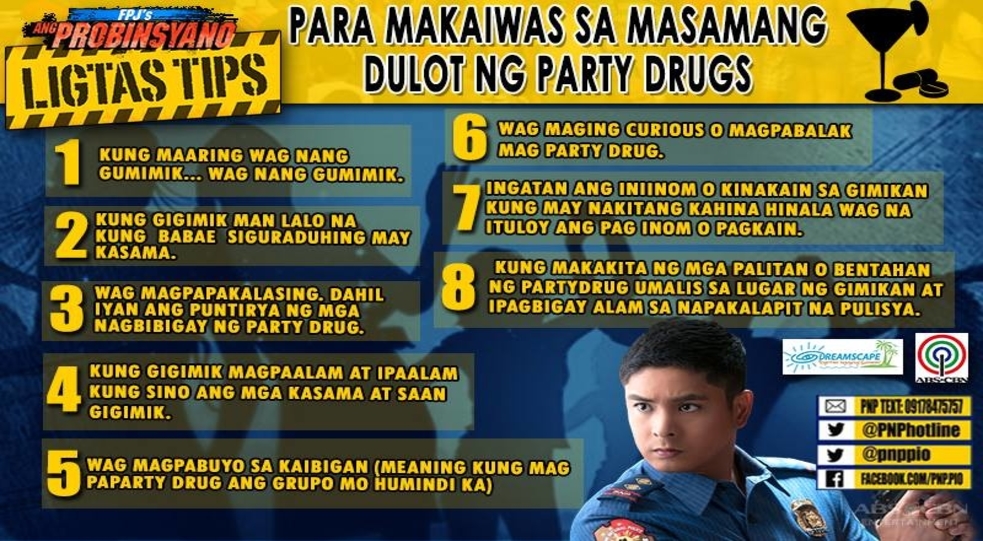 FPJ's
ANG PROBINSYANO
LIGTAS TIPS
PARA MAKAIWAS SA MASAMANG
DULOT NG PARTY DRUGS
1 KUNG MAARING WAG NANG
GUMIMIK... WAG NANG GUMIMIK.
2 KUNG GIGIMIK MAN LALO NA
KUNG BABAE SIGURADUHING MAY
KASAMA.
3 WAG MAGPAPAKALASING. DAHIL
IYAN ANG PUNTIRYA NG MGA
NAGBIBIGAY NG PARTY DRUG.
4 KUNG GIGIMIK MAGPAALAM AT IPAALAM
KUNG SINO ANG MGA KASAMA AT SAAN
GIGIMIK.
5 WAG MAGPABUYO SA KAIBIGAN (MEANING KUNG MAG
PAPARTY DRUG ANG GRUPO MO HUMINDI KA)
6 WAG MAGING CURIOUS O MAGPABALAK
MAG PARTY DRUG.
7 INGATAN ANG INIINOM O KINAKAIN SA GIMIKAN
KUNG MAY NAKITANG KAHINA HINALA WAG NA
ITULOY ANG PAG INOM O PAGKAIN.
8 KUNG MAKAKITA NG MGA PALITAN O BENTAHAN
NG PARTYDRUG UMALIS SA LUGAR NG GIMIKAN AT
IPAGBIGAY ALAM SA NAPAKALAPIT NA PULISYA.
DREAMSCAPE
ABS-CBN
PNP TEXT: 09178475757
@PNPhotline
@pnppio
FACEBOOK.COM/PNP.PIO
ABS-CBN
ENTERTAINMENT